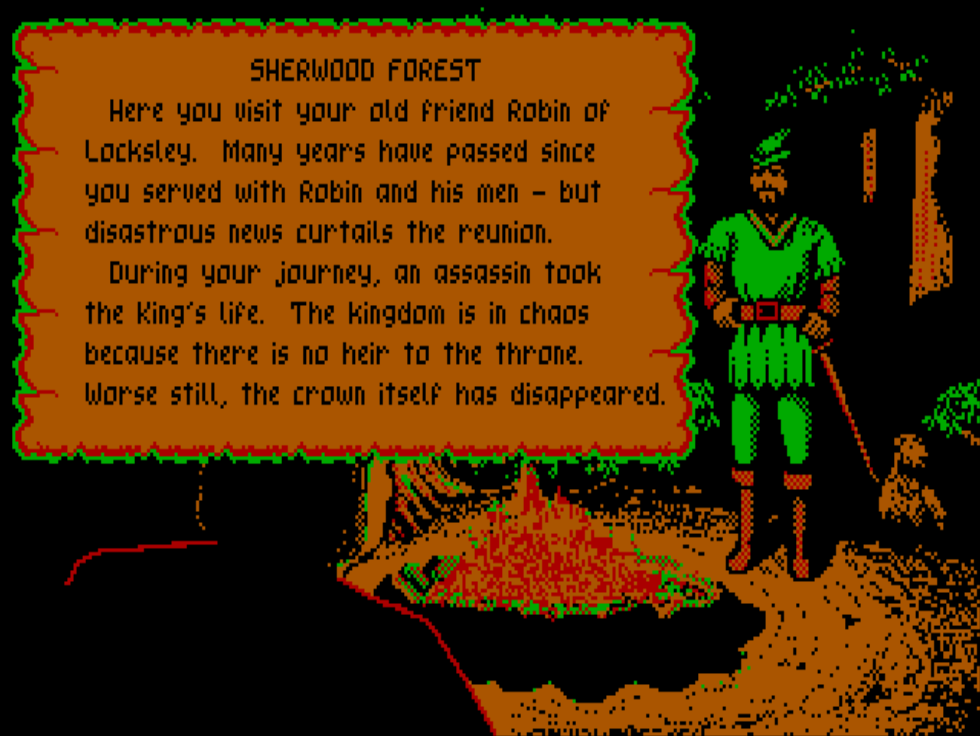 SHERWOOD FOREST
Here you visit your old friend Robin of
Locksley. Many years have passed since
you served with Robin and his men - but
disastrous news curtails the reunion.
During your journey, an assassin took
the King's life. The kingdom is in chaos
because there is no heir to the throne.
Worse still, the crown itself has disappeared.